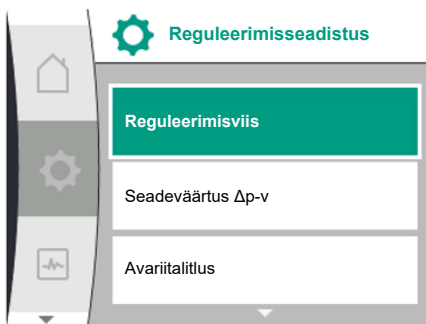 Reguleerimisseadistus
Reguleerimisviis
Seadeväärtus Δp-v
Avariitalitlus